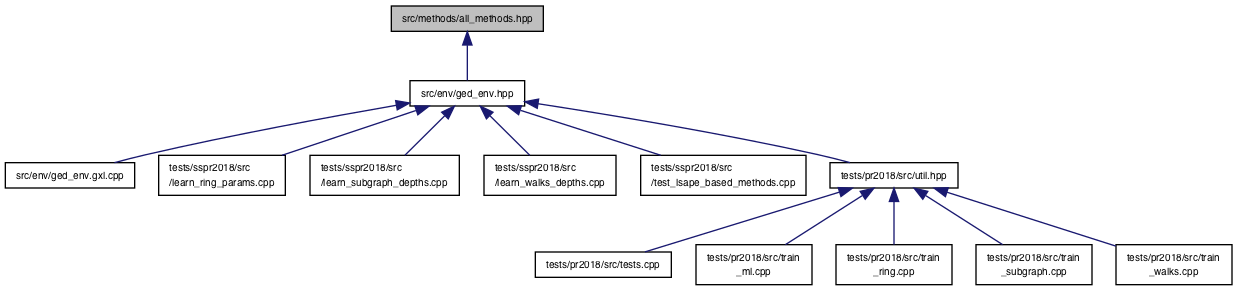 src/methods/all_methods.hpp
src/env/ged_env.hpp
src/env/ged_env.gxl.cpp
tests/sspr2018/src
/learn_ring_params.cpp
tests/sspr2018/src
/learn_subgraph_depths.cpp
tests/sspr2018/src
/learn_walks_depths.cpp
tests/sspr2018/src
/test_lsape_based_methods.cpp
tests/pr2018/src/util.hpp
tests/pr2018/src/tests.cpp
tests/pr2018/src/train
_ml.cpp
tests/pr2018/src/train
_ring.cpp
tests/pr2018/src/train
_subgraph.cpp
tests/pr2018/src/train
_walks.cpp